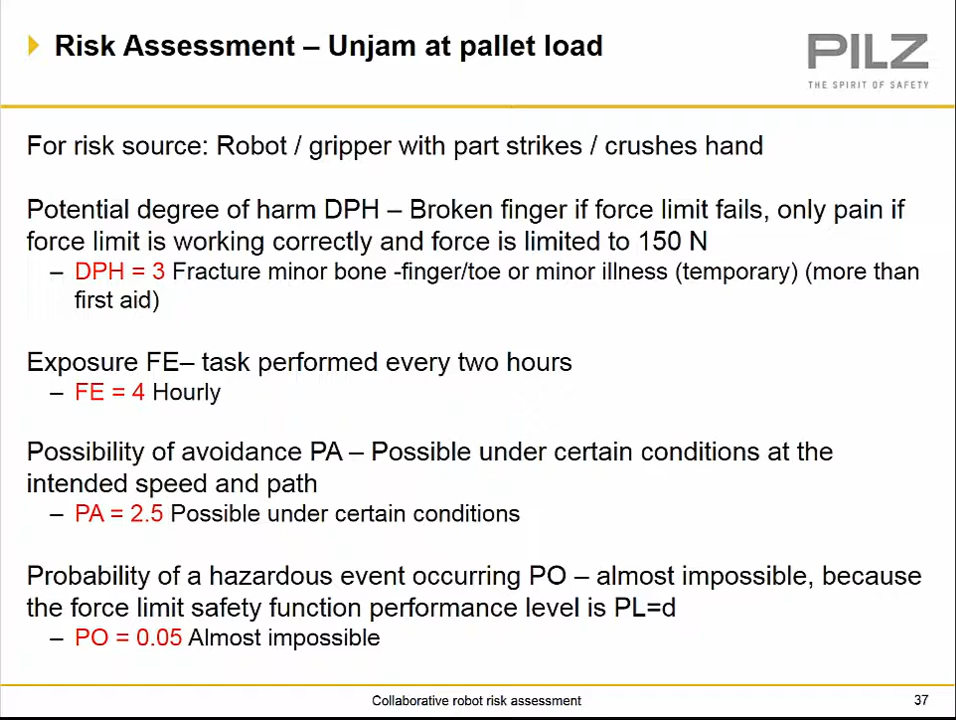 Risk Assessment – Unjam at pallet load
PILZ
THE SPIRIT OF SAFETY
For risk source: Robot / gripper with part strikes / crushes hand
Potential degree of harm DPH – Broken finger if force limit fails, only pain if
force limit is working correctly and force is limited to 150 N
– DPH = 3 Fracture minor bone -finger/toe or minor illness (temporary) (more than
first aid)
Exposure FE– task performed every two hours
– FE = 4 Hourly
Possibility of avoidance PA – Possible under certain conditions at the
intended speed and path
– PA = 2.5 Possible under certain conditions
Probability of a hazardous event occurring PO – almost impossible, because
the force limit safety function performance level is PL=d
– PO = 0.05 Almost impossible
Collaborative robot risk assessment
37